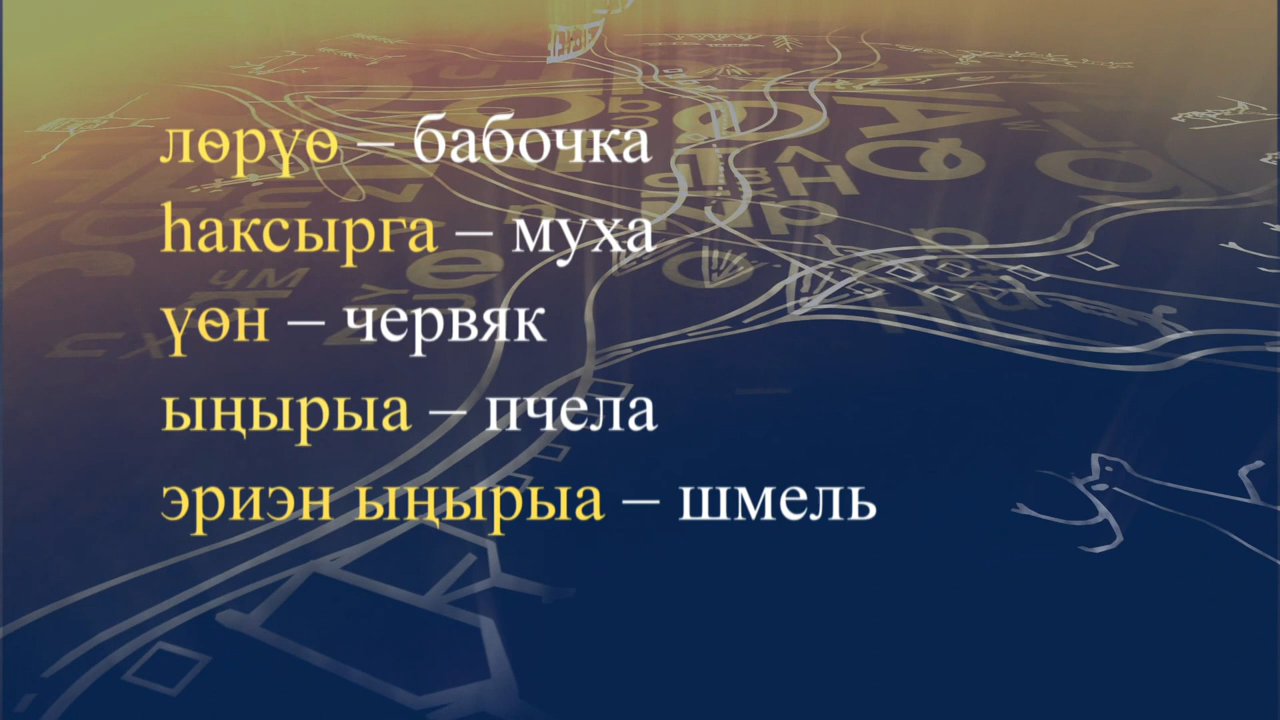 лөрүө – бабочка
һаксырга – муха
үөн – червяк
ыңырыа – пчела
эриэн ыңырыа – шмель